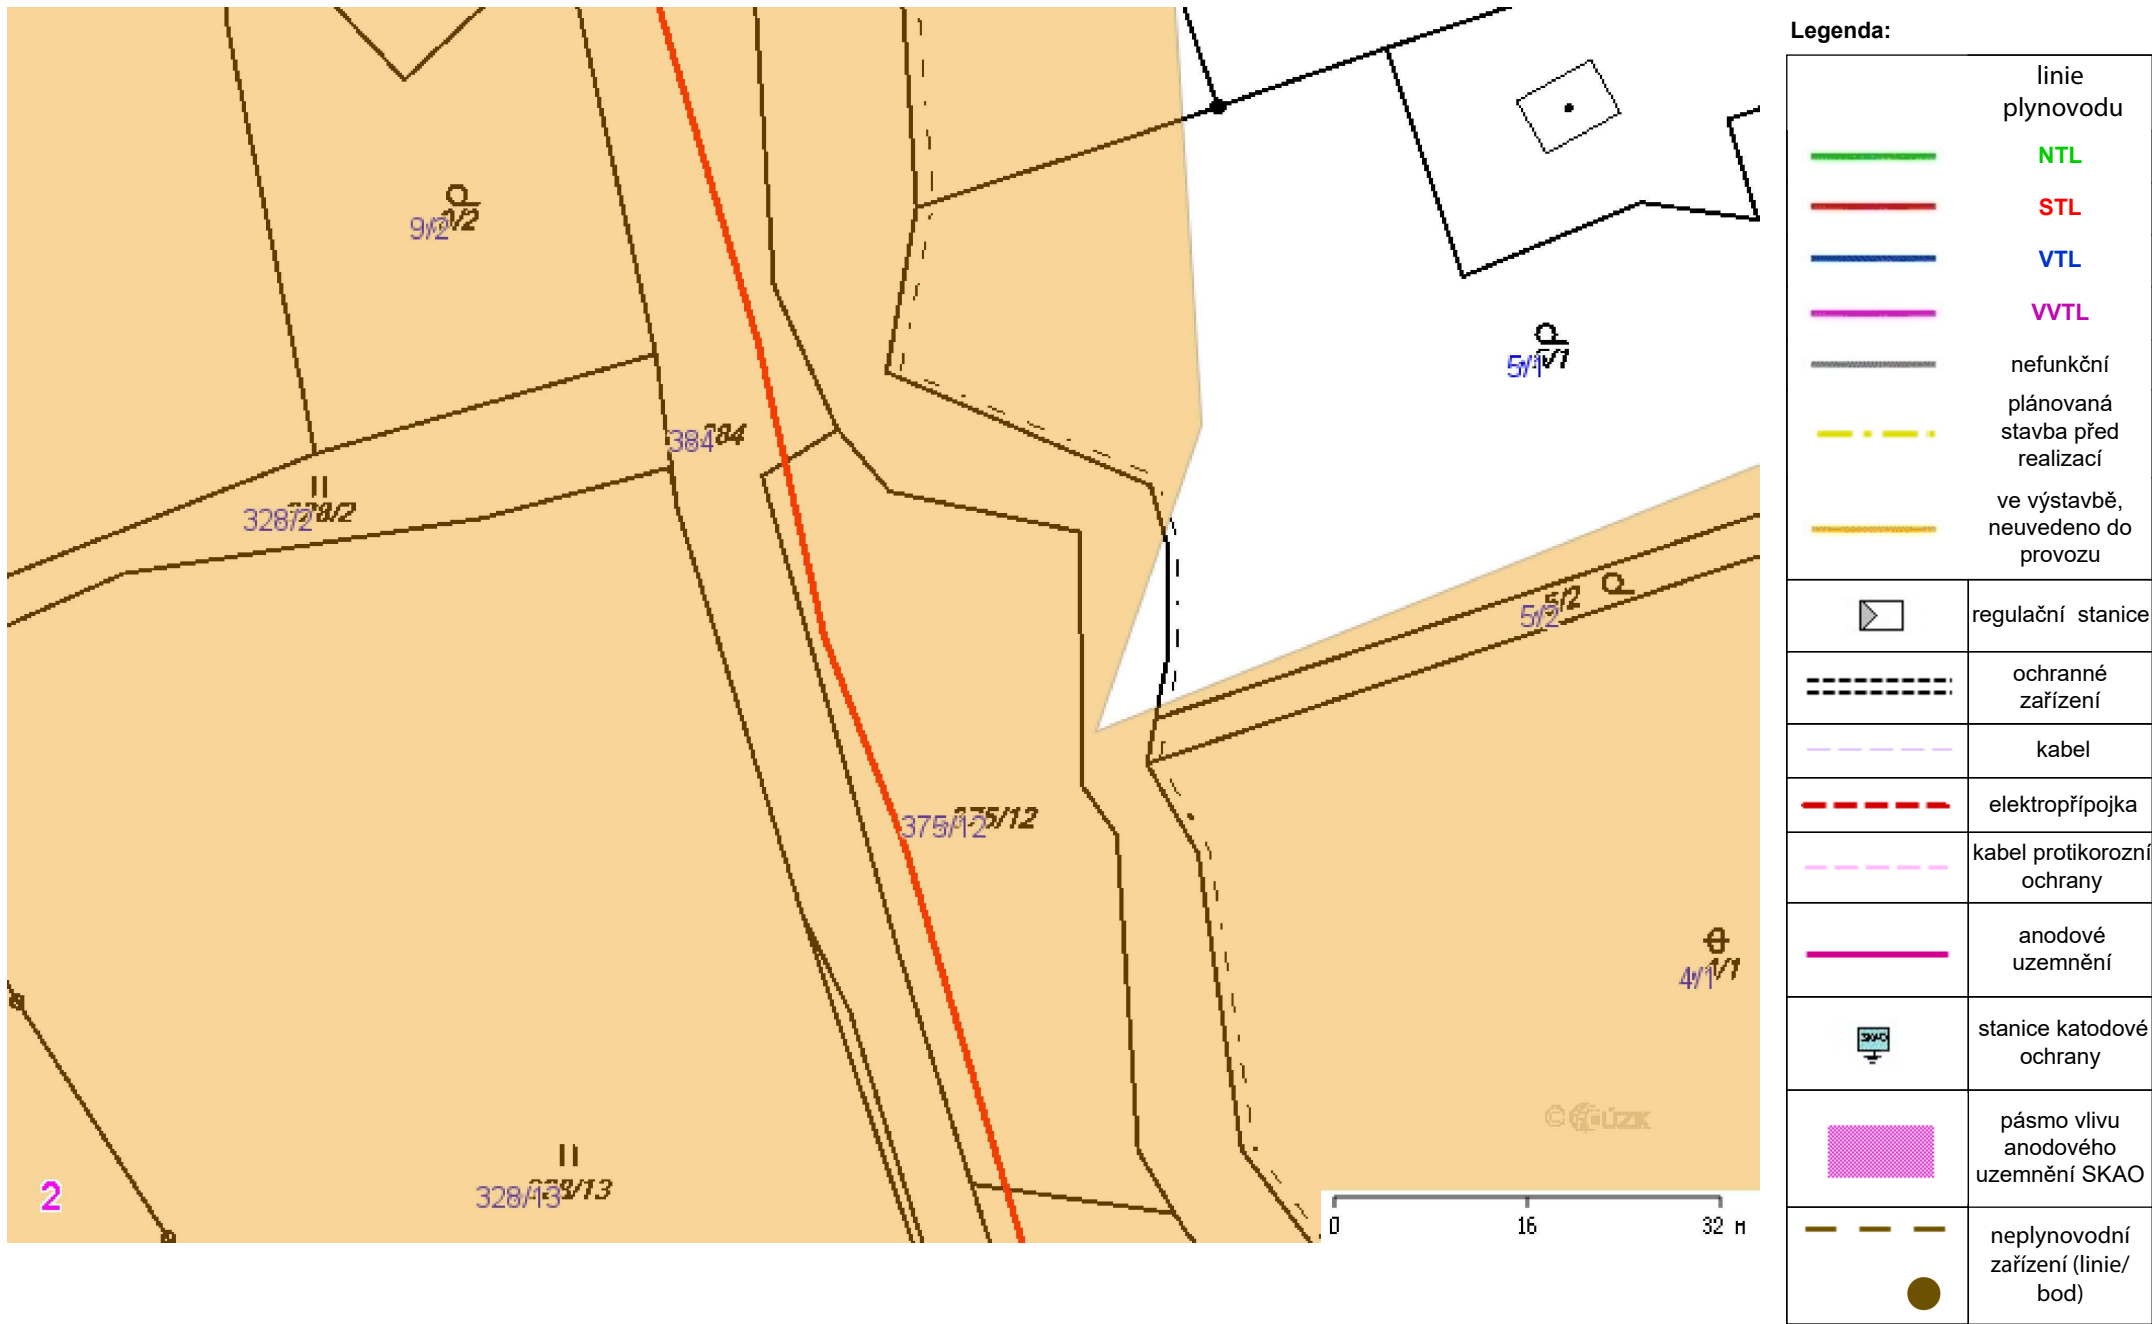 Legenda:
linie
plynovodu
NTL
STL
VTL
VVTL
nefunkční
plánovaná
stavba před
realizací
ve výstavbě,
neuvedeno do
provozu
regulační stanice
ochranné
zařízení
kabel
elektropřípojka
kabel protikorozní
ochrany
anodové
uzemnění
SKAO
stanice katodové
ochrany
pásmo vlivu
anodového
uzemnění SKAO
neplynovodní
zařízení (linie/
bod)
9/2
5/1
384
328/2
5/2
375/12
4/1
328/13
2
0 16 32 M